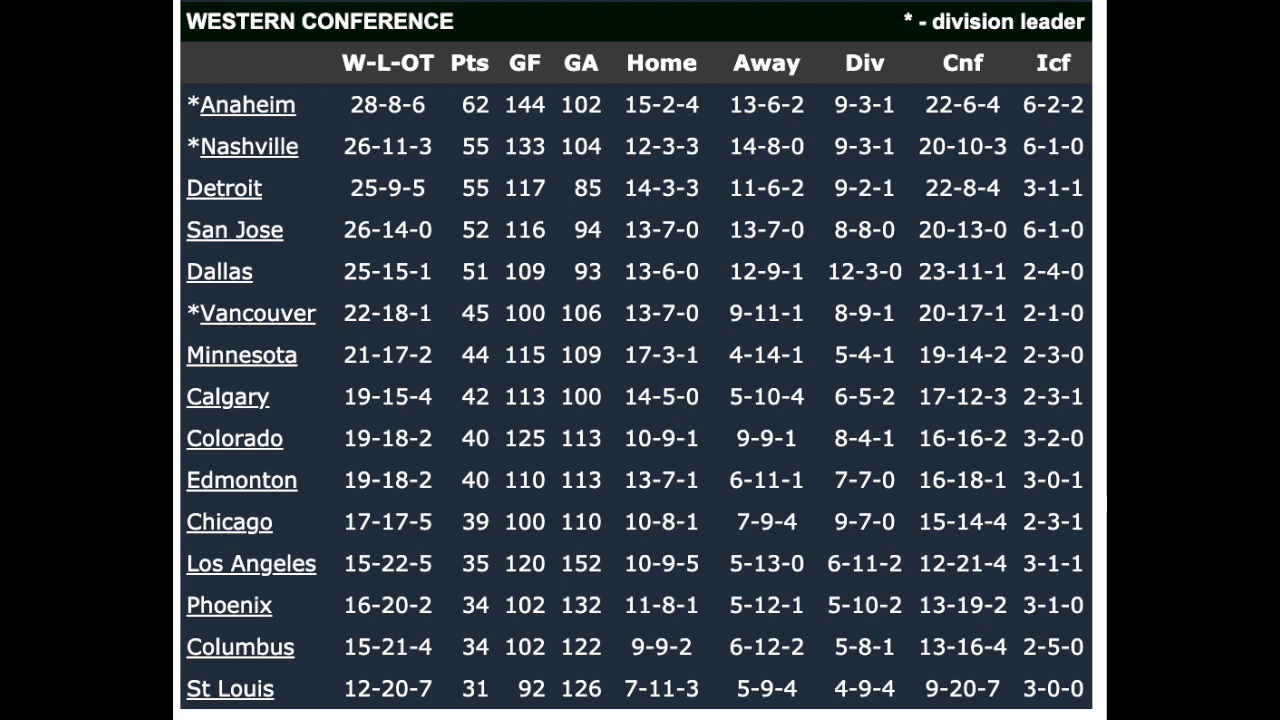 WESTERN CONFERENCE * - division leader
W-L-OT Pts GF GA Home Away Div Cnf Icf
*Anaheim 28-8-6 62 144 102 15-2-4 13-6-2 9-3-1 22-6-4 6-2-2
*Nashville 26-11-3 55 133 104 12-3-3 14-8-0 9-3-1 20-10-3 6-1-0
Detroit 25-9-5 55 117 85 14-3-3 11-6-2 9-2-1 22-8-4 3-1-1
San Jose 26-14-0 52 116 94 13-7-0 13-7-0 8-8-0 20-13-0 6-1-0
Dallas 25-15-1 51 109 93 13-6-0 12-9-1 12-3-0 23-11-1 2-4-0
*Vancouver 22-18-1 45 100 106 13-7-0 9-11-1 8-9-1 20-17-1 2-1-0
Minnesota 21-17-2 44 115 109 17-3-1 4-14-1 5-4-1 19-14-2 2-3-0
Calgary 19-15-4 42 113 100 14-5-0 5-10-4 6-5-2 17-12-3 2-3-1
Colorado 19-18-2 40 125 113 10-9-1 9-9-1 8-4-1 16-16-2 3-2-0
Edmonton 19-18-2 40 110 113 13-7-1 6-11-1 7-7-0 16-18-1 3-0-1
Chicago 17-17-5 39 100 110 10-8-1 7-9-4 9-7-0 15-14-4 2-3-1
Los Angeles 15-22-5 35 120 152 10-9-5 5-13-0 6-11-2 12-21-4 3-1-1
Phoenix 16-20-2 34 102 132 11-8-1 5-12-1 5-10-2 13-19-2 3-1-0
Columbus 15-21-4 34 102 122 9-9-2 6-12-2 5-8-1 13-16-4 2-5-0
St Louis 12-20-7 31 92 126 7-11-3 5-9-4 4-9-4 9-20-7 3-0-0